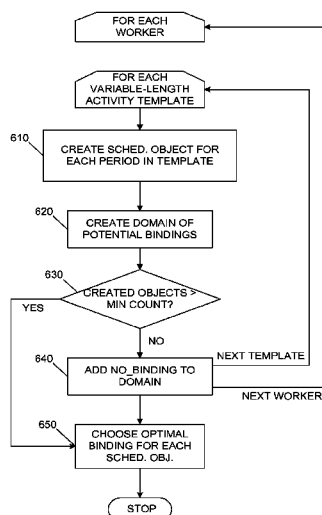 FOR EACH
WORKER
FOR EACH
VARIABLE-LENGTH
ACTIVITY TEMPLATE
610
CREATE SCHED. OBJECT FOR
EACH PERIOD IN TEMPLATE
620
CREATE DOMAIN OF
POTENTIAL BINDINGS
630
CREATED OBJECTS >
MIN COUNT?
YES
NO
640
ADD NO_BINDING TO
DOMAIN
NEXT TEMPLATE
NEXT WORKER
650
CHOOSE OPTIMAL
BINDING FOR EACH
SCHED. OBJ.
STOP